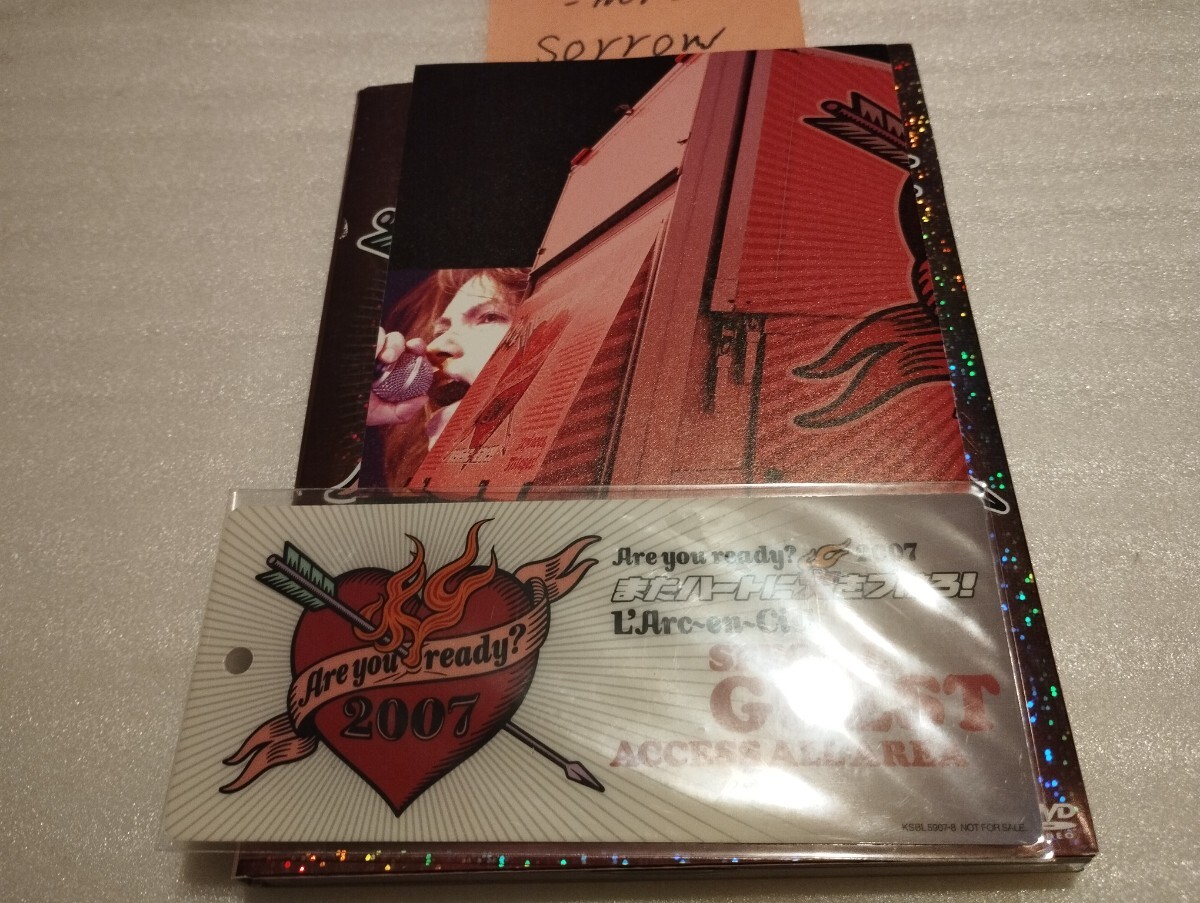 sorrow
Are you ready?
2007
Are you ready? 2007
またハートに火をつけろ!
L'Arc~en~Ci
GUEST
ACCESS ALL AREA
KSBL 5907-8 NOT FOR SALE